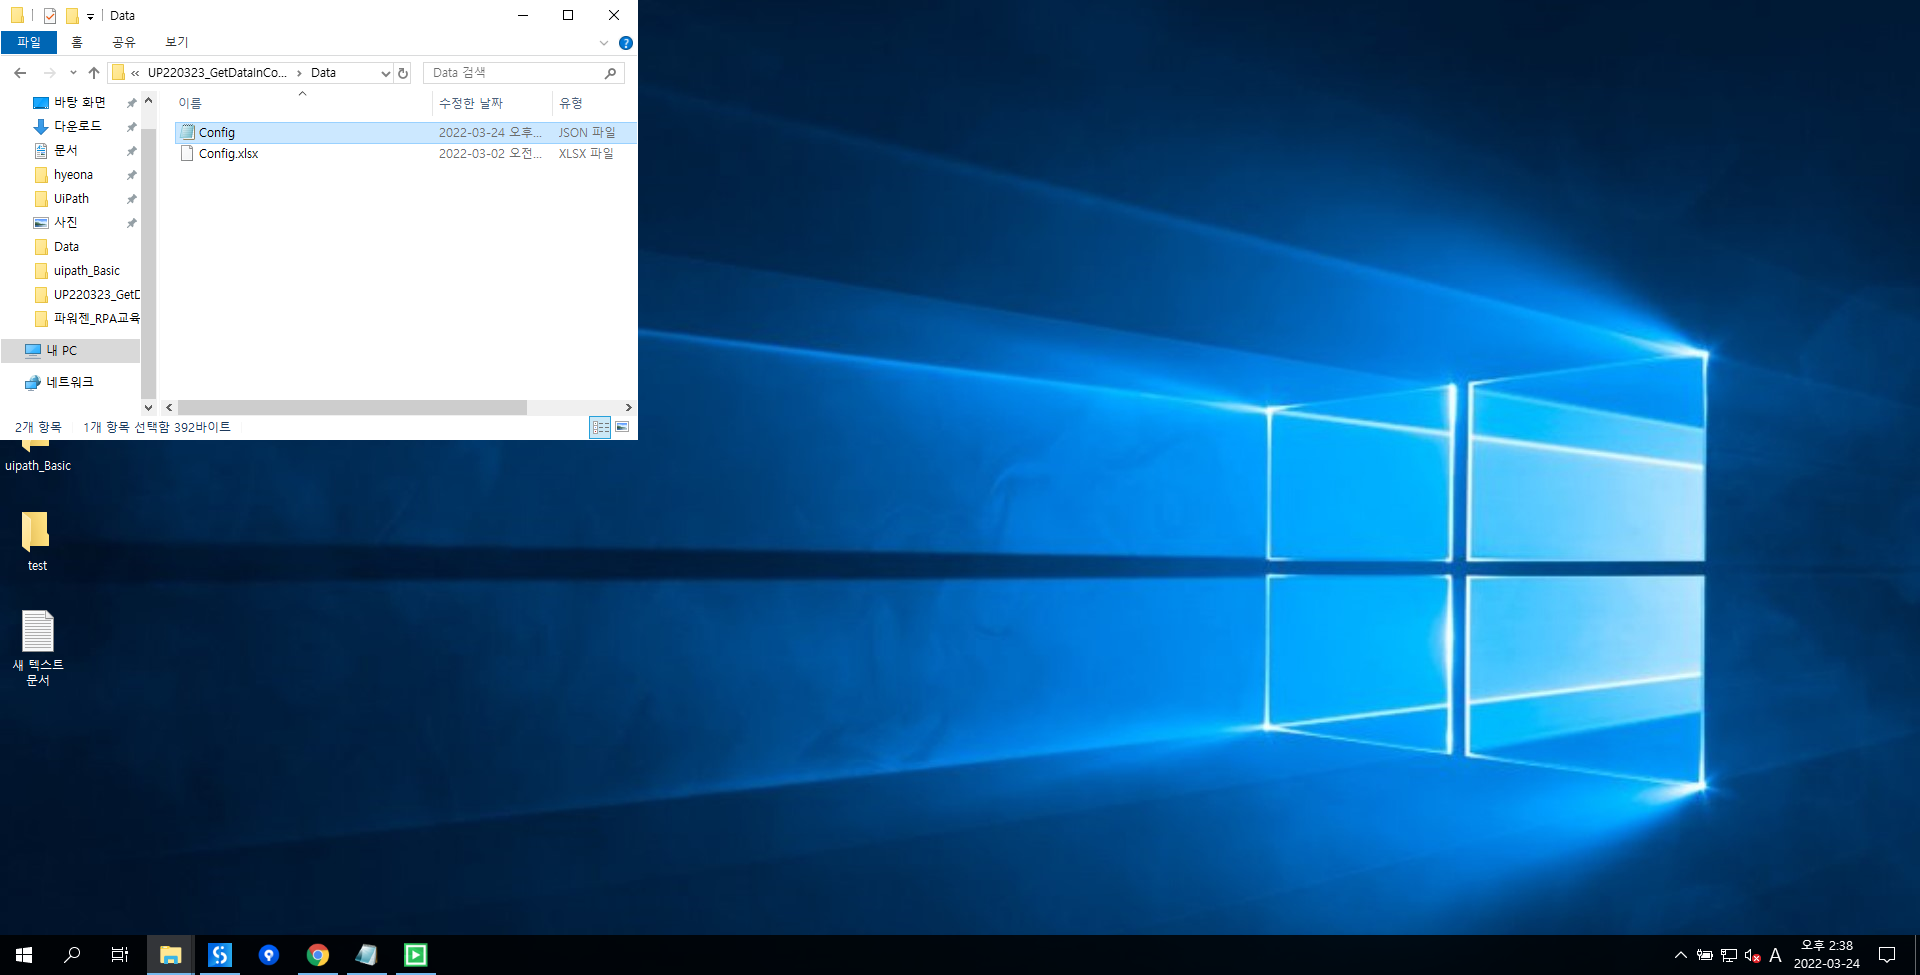 Data
파일 홈 공유 보기
« UP220323_GetDataInCo... › Data
Data 검색
바탕 화면
다운로드
문서
hyeona
UiPath
사진
Data
uipath_Basic
UP220323_GetD
파워젠_RPA교육
내 PC
네트워크
이름 수정한 날짜 유형
Config 2022-03-24 오후... JSON 파일
Config.xlsx 2022-03-02 오전... XLSX 파일
2개 항목 1개 항목 선택함 392바이트
uipath_Basic
test
새 텍스트
문서
A
오후 2:38
2022-03-24